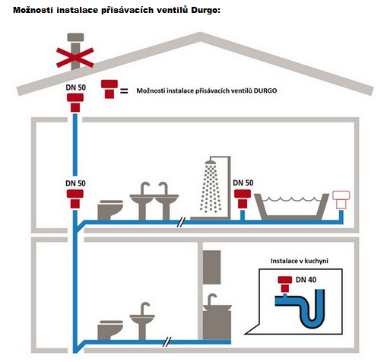 Možnosti instalace přisávacích ventilů Durgo:
DN 50
= Možnosti instalace přisávacích ventilů DURGO
DN 50
DN 50
Instalace v kuchyni
DN 40